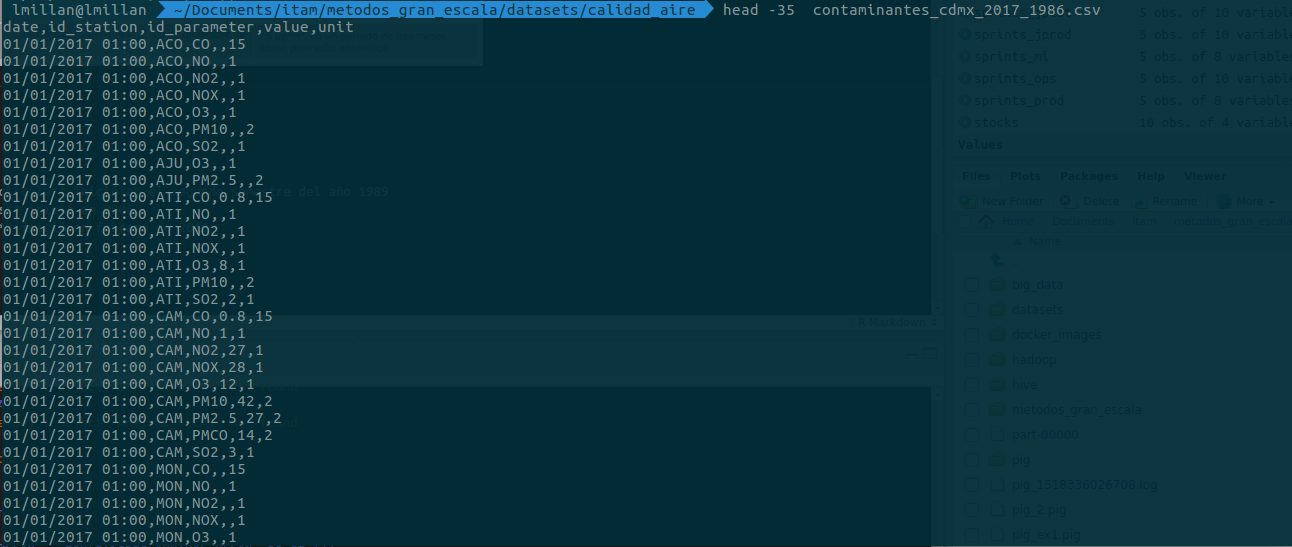 lmillan@lmillan ~/Documents/itam/metodos_gran_escala/datasets/calidad_aire head -35 contaminantes_cdmx_2017_1986.csv
date,id_station,id_parameter,value,unit
01/01/2017 01:00,ACO,CO,,15
01/01/2017 01:00,ACO,NO,,1
01/01/2017 01:00,ACO,NO2,,1
01/01/2017 01:00,ACO,NOX,,1
01/01/2017 01:00,ACO,O3,,1
01/01/2017 01:00,ACO,PM10,,2
01/01/2017 01:00,ACO,SO2,,1
01/01/2017 01:00,AJU,O3,,1
01/01/2017 01:00,AJU,PM2.5,,2
01/01/2017 01:00,ATI,CO,0.8,15
01/01/2017 01:00,ATI,NO,,1
01/01/2017 01:00,ATI,NO2,,1
01/01/2017 01:00,ATI,NOX,,1
01/01/2017 01:00,ATI,O3,8,1
01/01/2017 01:00,ATI,PM10,,2
01/01/2017 01:00,ATI,SO2,2,1
01/01/2017 01:00,CAM,CO,0.8,15
01/01/2017 01:00,CAM,NO,1,1
01/01/2017 01:00,CAM,NO2,27,1
01/01/2017 01:00,CAM,NOX,28,1
01/01/2017 01:00,CAM,O3,12,1
01/01/2017 01:00,CAM,PM10,42,2
01/01/2017 01:00,CAM,PM2.5,27,2
01/01/2017 01:00,CAM,PMCO,14,2
01/01/2017 01:00,CAM,SO2,3,1
01/01/2017 01:00,MON,CO,,15
01/01/2017 01:00,MON,NO,,1
01/01/2017 01:00,MON,NO2,,1
01/01/2017 01:00,MON,NOX,,1
01/01/2017 01:00,MON,O3,,1
del año 1989
R Markdown
5 obs. of 10 variables
sprints_jprod 5 obs. of 10 variables
sprints_mi 5 obs. of 8 variables
sprints_ops 5 obs. of 10 variables
sprints_prod 5 obs. of 8 variables
stocks 10 obs. of 4 variable
Values
Files Plots Packages Help Viewer
New Folder Delete Rename More
Home Documents itam metodos_gran_escala
Name
big_data
datasets
docker_images
hadoop
hive
metodos_gran_escala
part-00000
pig
pig_1518336026708.log
pig_2.pig
pig_ex1.pig